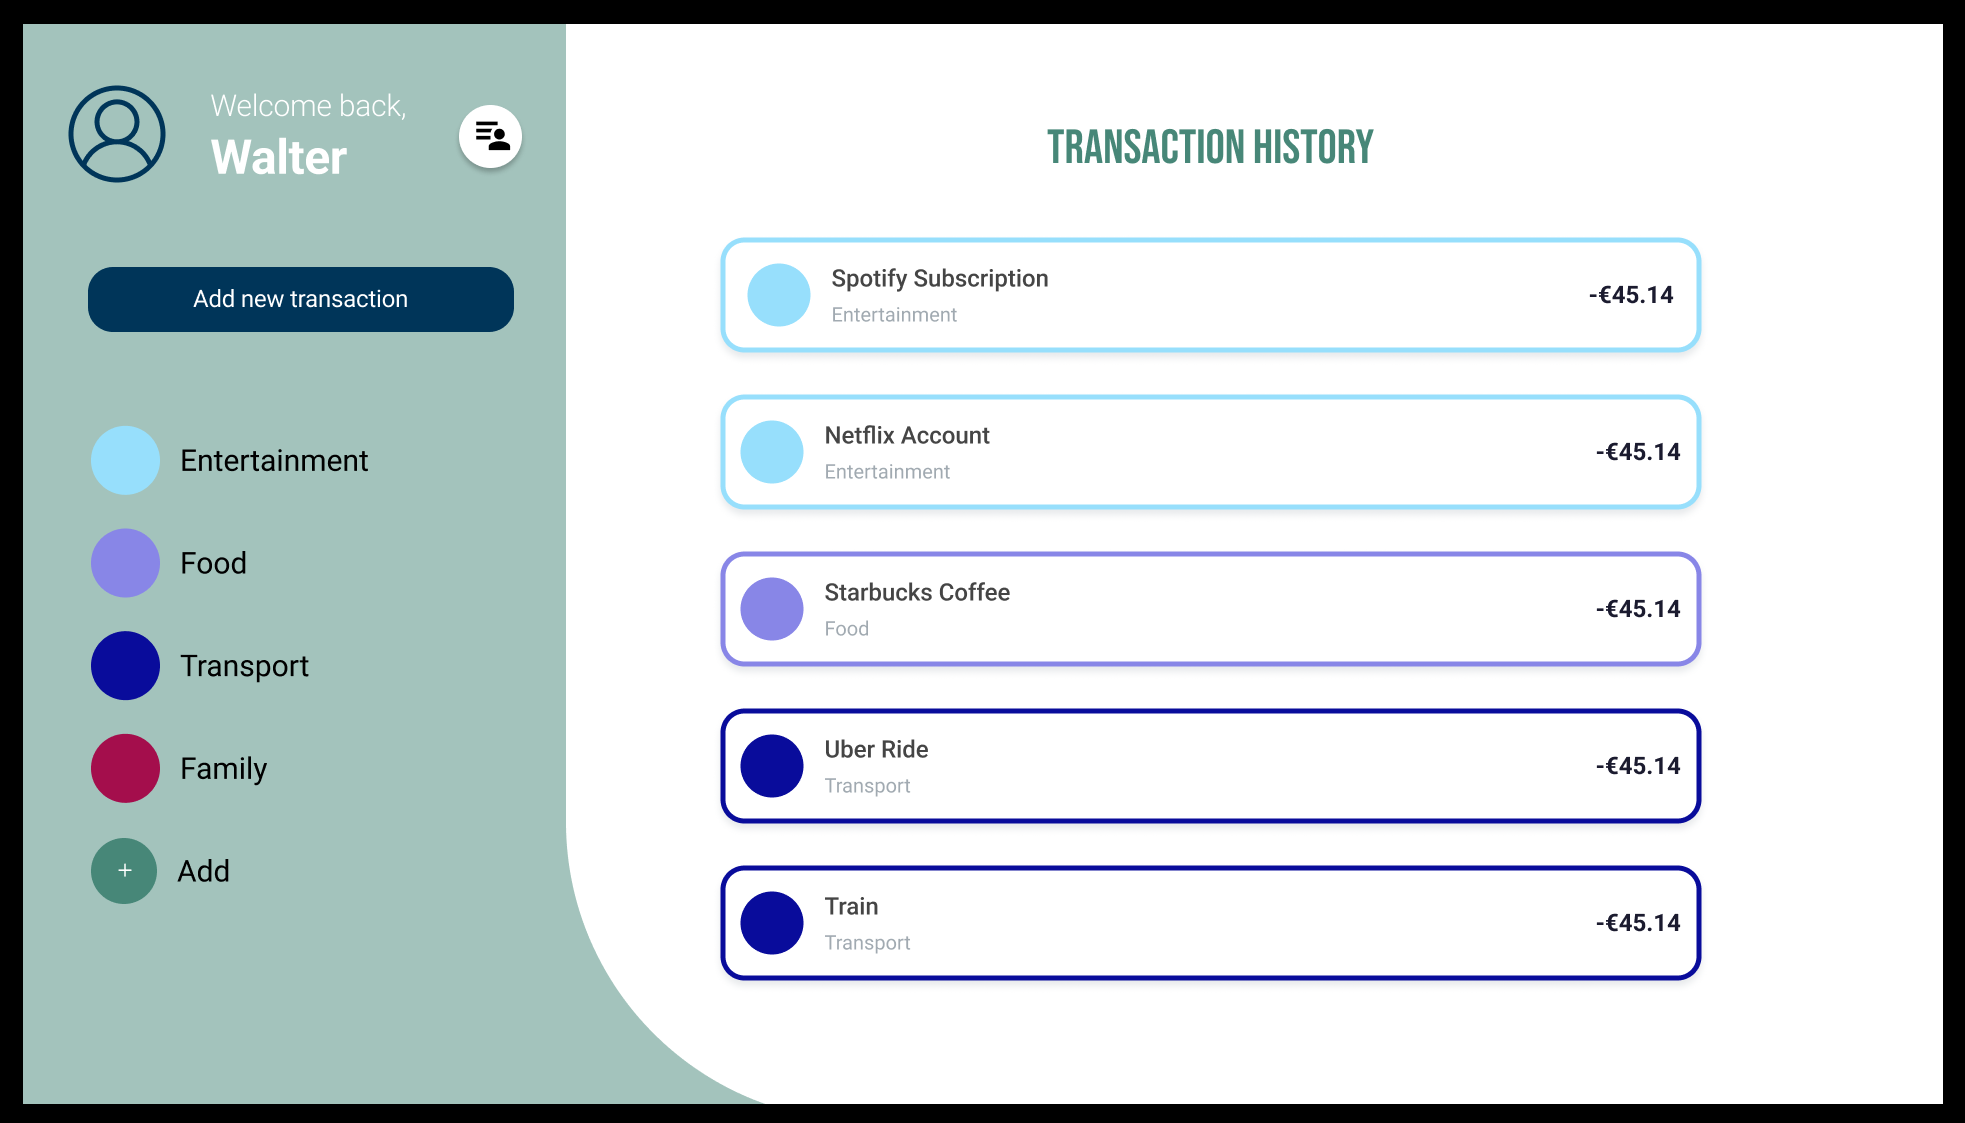 Welcome back,
Walter
Add new transaction
Entertainment
Food
Transport
Family
+ Add
TRANSACTION HISTORY
Spotify Subscription
Entertainment
-€45.14
Netflix Account
Entertainment
-€45.14
Starbucks Coffee
Food
-€45.14
Uber Ride
Transport
-€45.14
Train
Transport
-€45.14